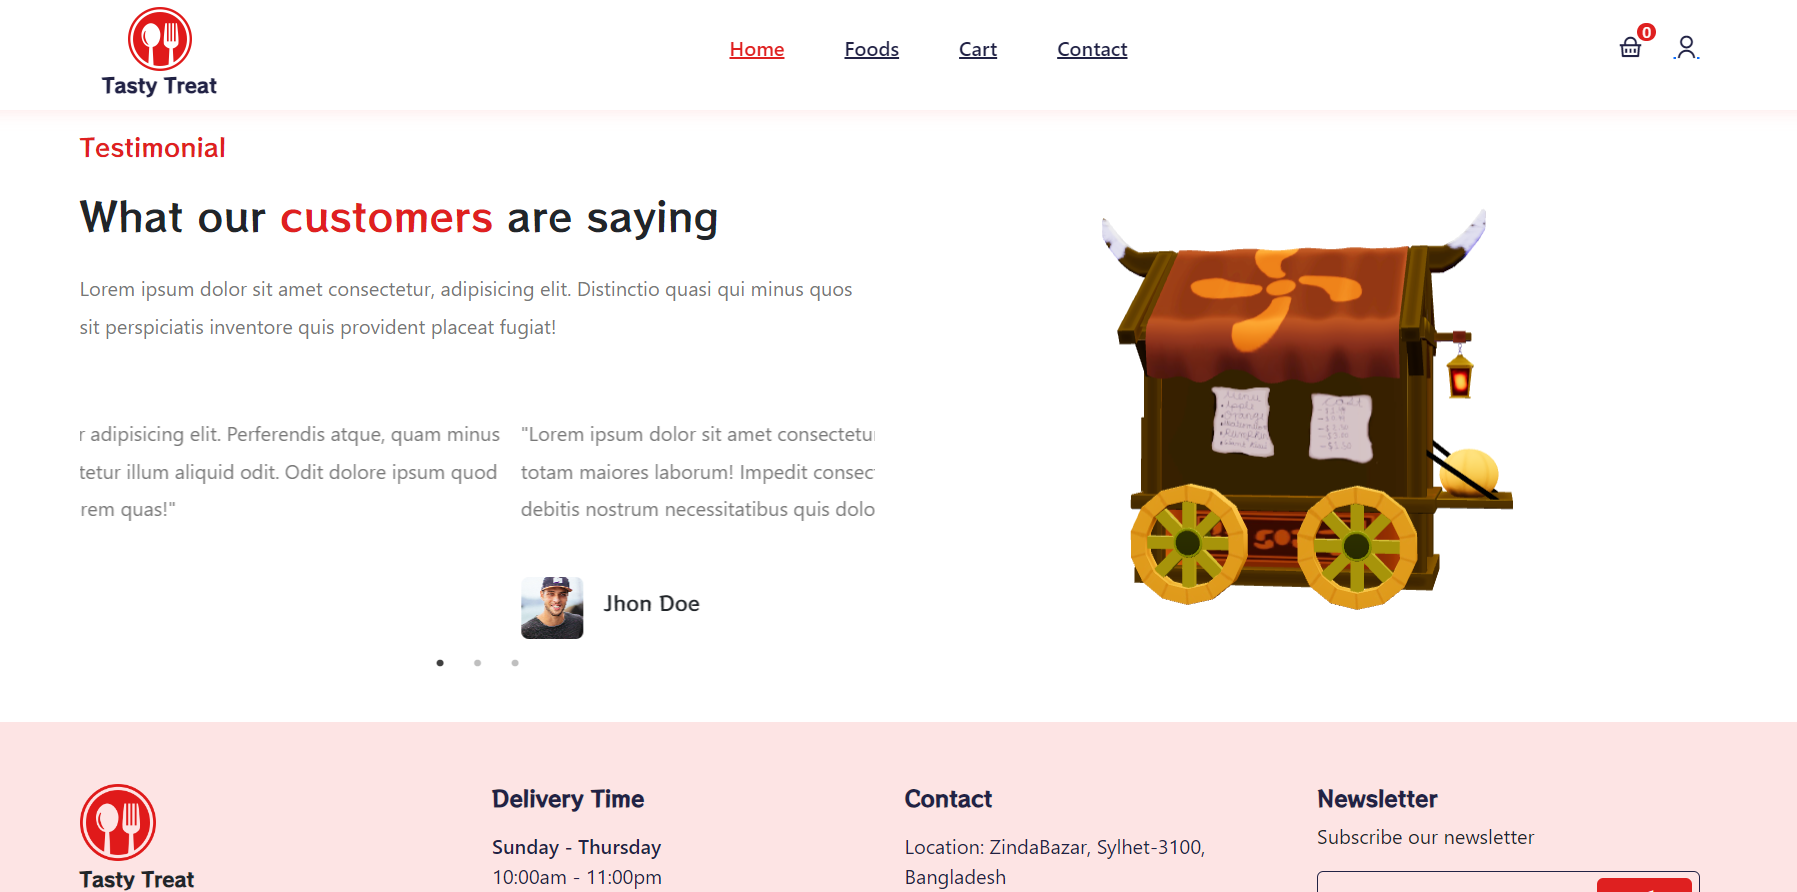 Tasty Treat
Home Foods Cart Contact
0
Testimonial
What our customers are saying
Lorem ipsum dolor sit amet consectetur, adipisicing elit. Distinctio quasi qui minus quos
sit perspiciatis inventore quis provident placeat fugiat!
r adipisicing elit. Perferendis atque, quam minus
tetur illum aliquid odit. Odit dolore ipsum quod
rem quas!"
"Lorem ipsum dolor sit amet consectetu
totam maiores laborum! Impedit consec
debitis nostrum necessitatibus quis dolo
Jhon Doe
Menu
Apple
Tasty Treat
Delivery Time
Sunday - Thursday
10:00am - 11:00pm
Contact
Location: ZindaBazar, Sylhet-3100,
Bangladesh
Newsletter
Subscribe our newsletter